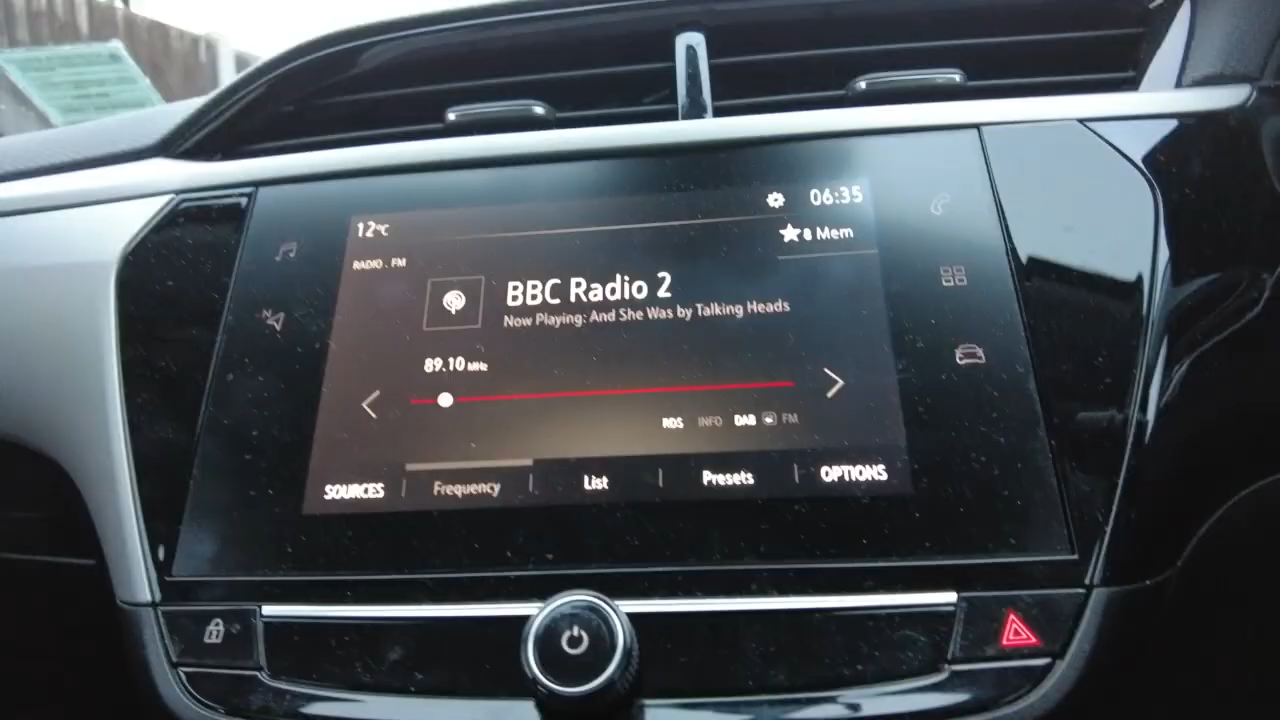 06:35
12°C
8 Mem
RADIO . FM
BBC Radio 2
Now Playing: And She Was by Talking Heads
89.10 MHz
RDS INFO DAB FM
SOURCES Frequency List Presets OPTIONS
N